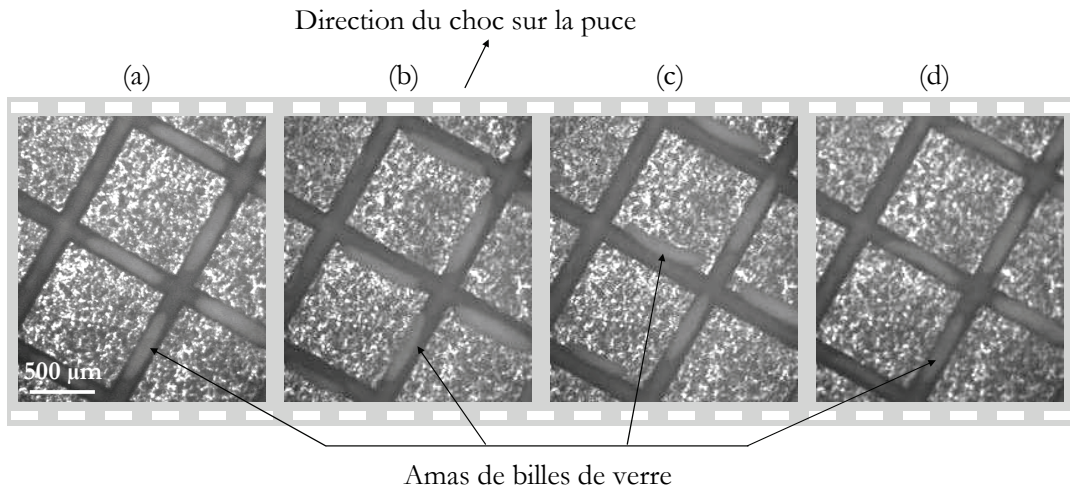 Direction du choc sur la puce
(a)
(b)
(c)
(d)
500 µm
Amas de billes de verre